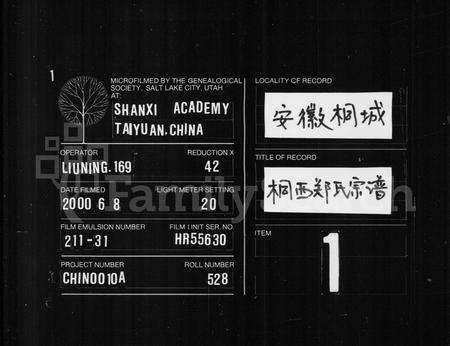 1
MICROFILMED BY THE GENEALOGICAL
SOCIETY, SALT LAKE CITY, UTAH
AT:
SHANXI ACADEMY
TAIYUAN.CHINA
OPERATOR
REDUCTION X
LIUNING.169
42
DATE FILMED
LIGHT METER SETTING
2000 6 8
20
FILM EMULSION NUMBER
FILM UNIT SER. NO.
211-31
HR55630
PROJECT NUMBER
ROLL NUMBER
CHIN0010A
528
LOCALITY OF RECORD
安徽桐城
TITLE OF RECORD
桐西郑氏宗谱
ITEM
1
FamilySearch